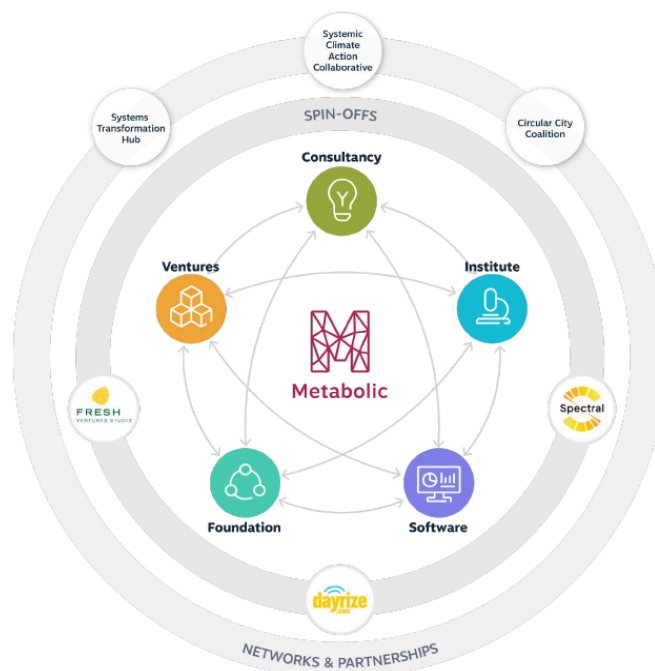 Systemic
Climate
Action
Collaborative
Systems
Transformation
Hub
Circular City
Coalition
SPIN-OFFS
Consultancy
Ventures
Institute
Metabolic
FRESH
VENTURES STUDIO
Spectral
Foundation
Software
dayrize
.com
NETWORKS & PARTNERSHIPS